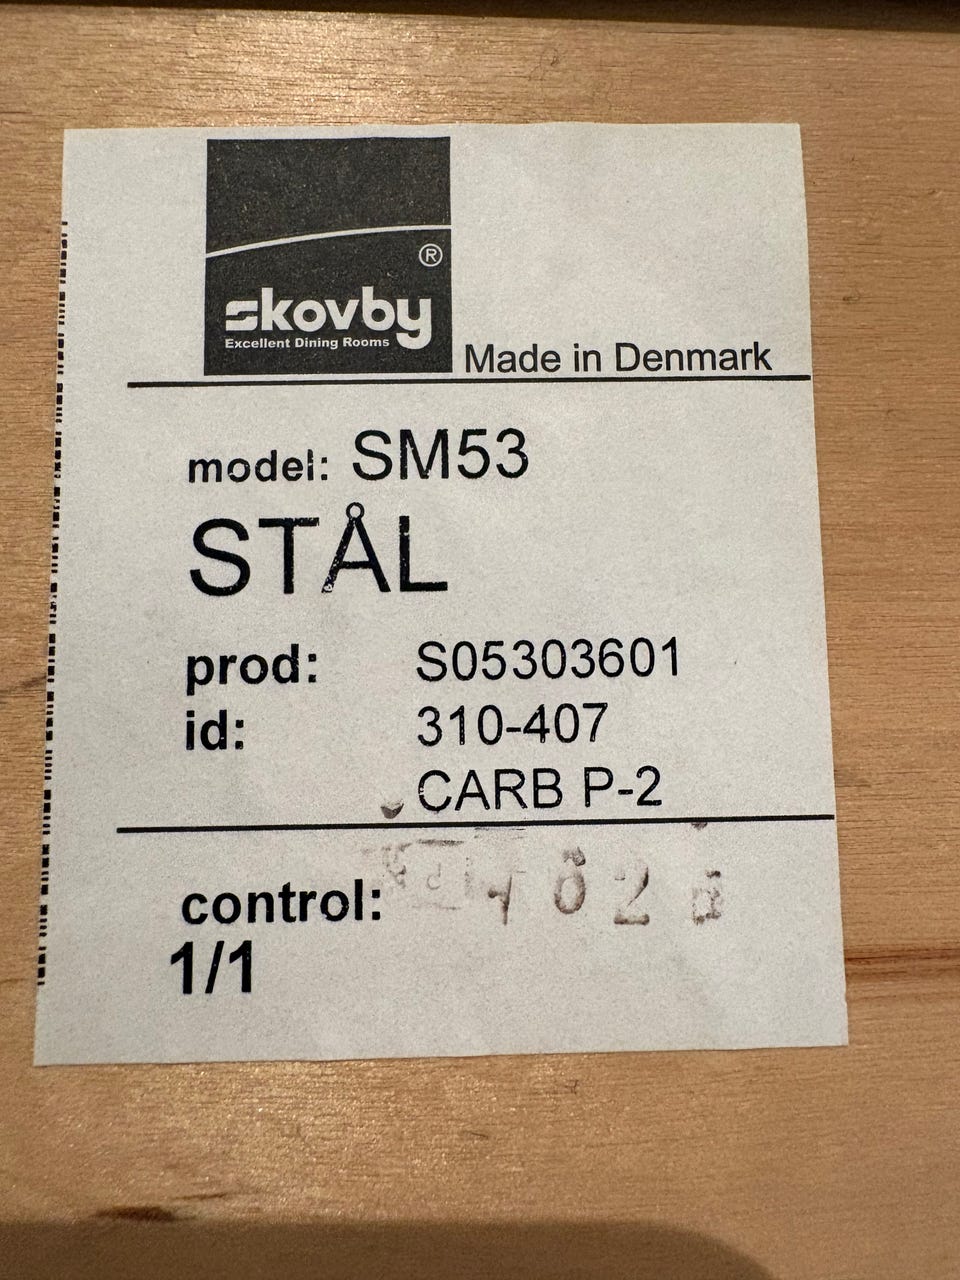 ®
skovby
Excellent Dining Rooms
Made in Denmark
model: SM53
STÅL
prod: S05303601
id: 310-407
CARB P-2
control:
1/1